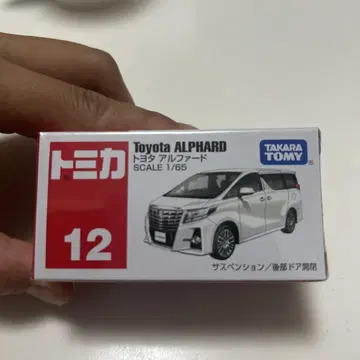 トミカ
12
Toyota ALPHARD
トヨタ アルファード
SCALE 1/65
TAKARA
TOMY
サスペンション/後部ドア開閉